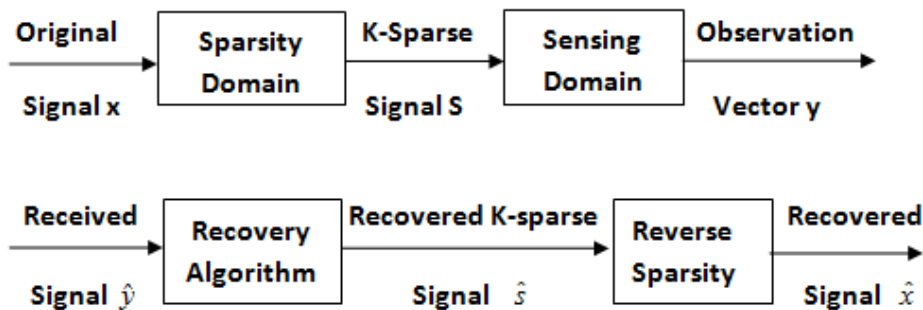 Original
Signal x
Sparsity
Domain
K-Sparse
Signal S
Sensing
Domain
Observation
Vector y
Received
Signal ŷ
Recovery
Algorithm
Recovered K-sparse
Signal ŝ
Reverse
Sparsity
Recovered
Signal x̂